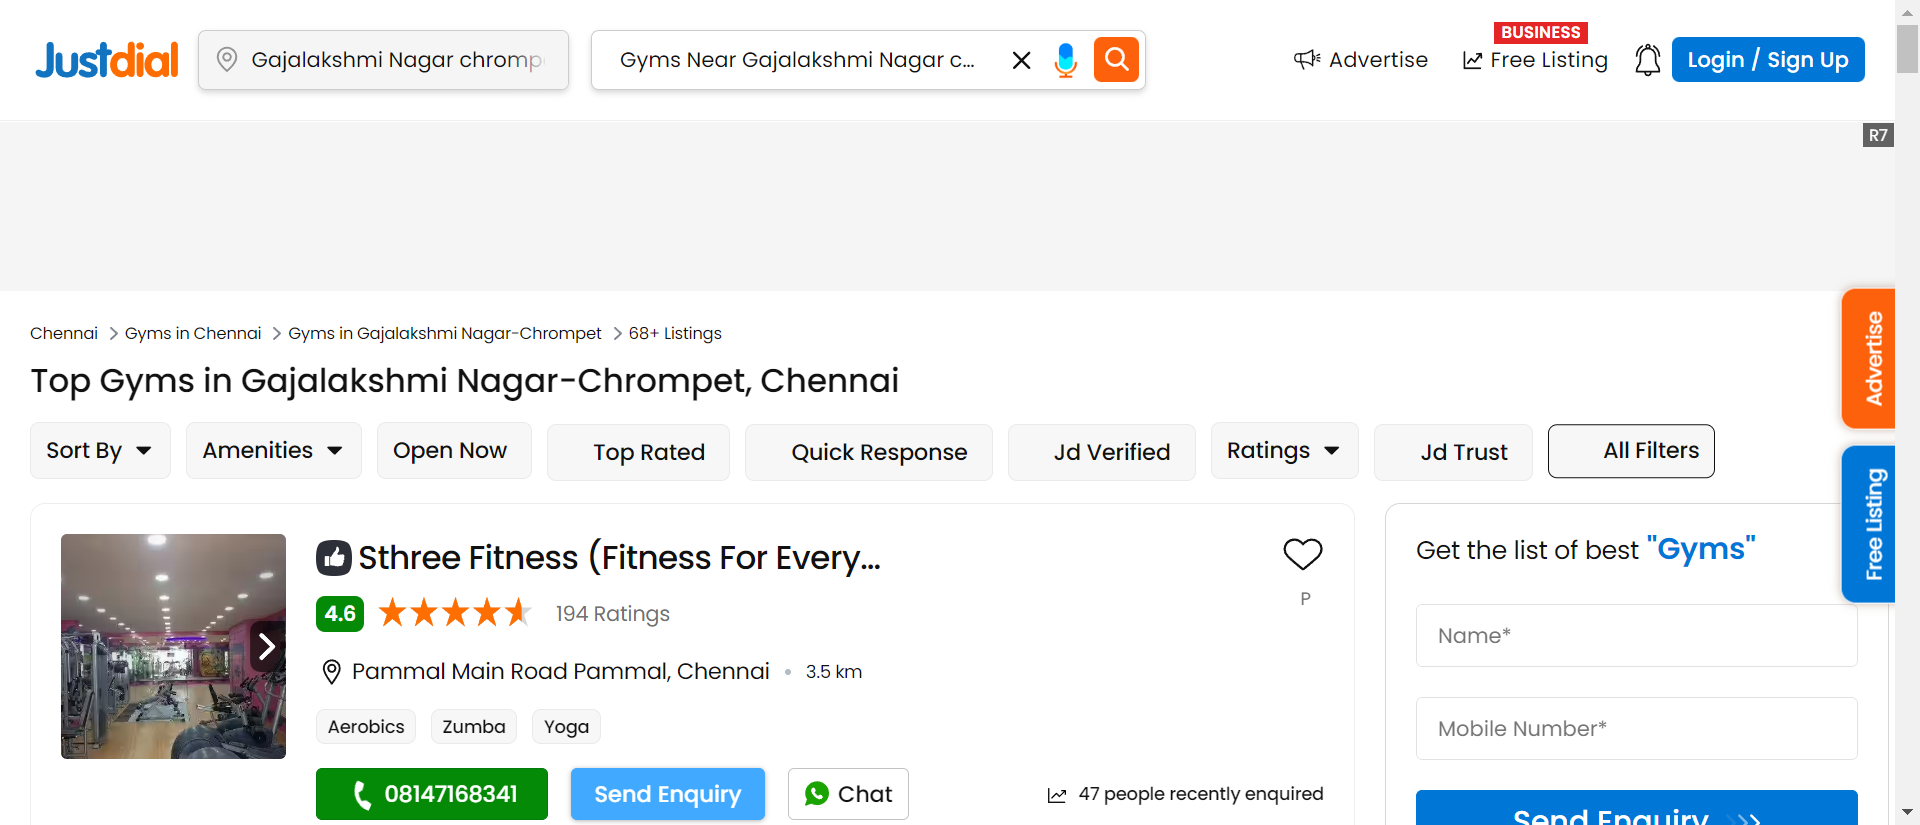 Justdial
Gajalakshmi Nagar chromp
Gyms Near Gajalakshmi Nagar c...
Advertise
BUSINESS
Free Listing
Login / Sign Up
R7
Chennai
Gyms in Chennai
Gyms in Gajalakshmi Nagar-Chrompet
68+ Listings
Top Gyms in Gajalakshmi Nagar-Chrompet, Chennai
Sort By
Amenities
Open Now
Top Rated
Quick Response
Jd Verified
Ratings
Jd Trust
All Filters
Advertise
Free Listing
Sthree Fitness (Fitness For Every...
P
4.6
194 Ratings
Pammal Main Road Pammal, Chennai • 3.5 km
Aerobics
Zumba
Yoga
08147168341
Send Enquiry
Chat
47 people recently enquired
Get the list of best "Gyms"
Name*
Mobile Number*
Send Enquiry